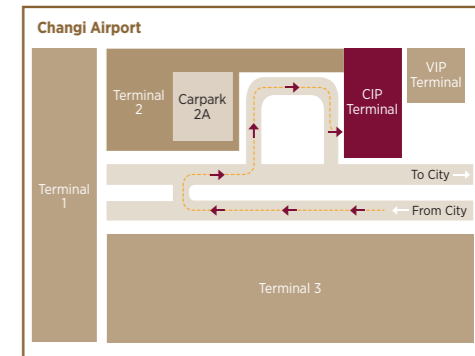 Changi Airport
Terminal
2
Carpark
2A
CIP
Terminal
VIP
Terminal
Terminal
1
To City
From City
Terminal 3